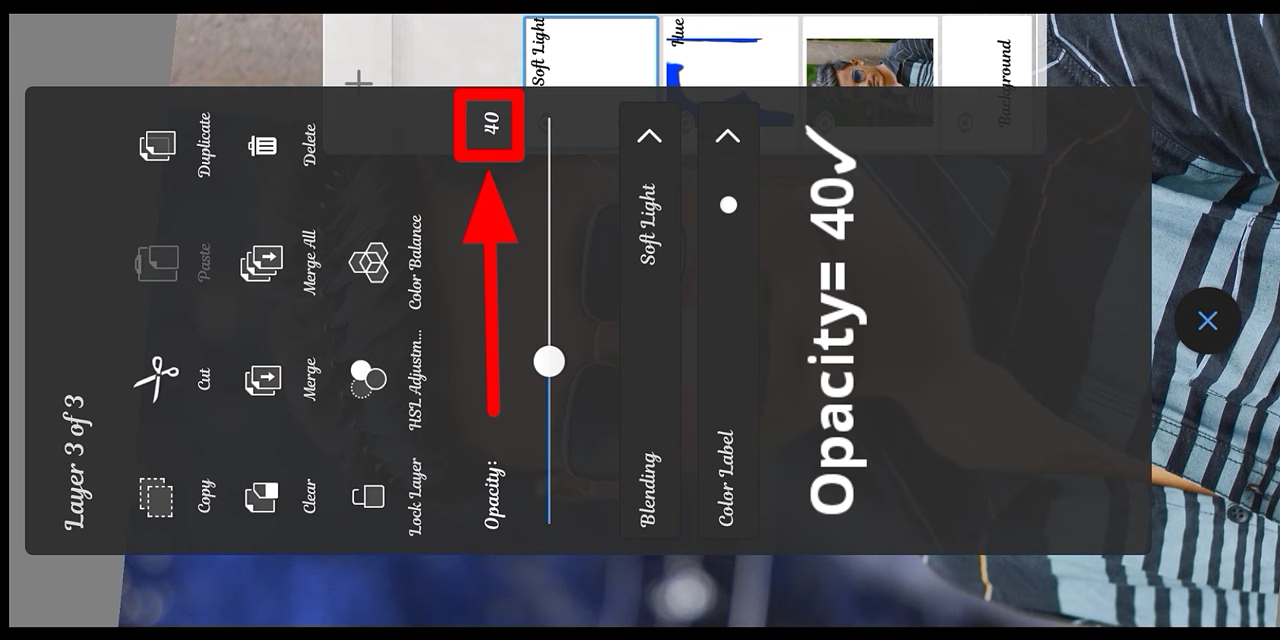 Soft Light
Hue
Background
Layer 3 of 3
Copy
Cut
Paste
Duplicate
Clear
Merge
Merge All
Delete
Lock Layer
HSL Adjustm...
Color Balance
Opacity:
40
Blending
Soft Light
Color Label
Opacity= 40✓